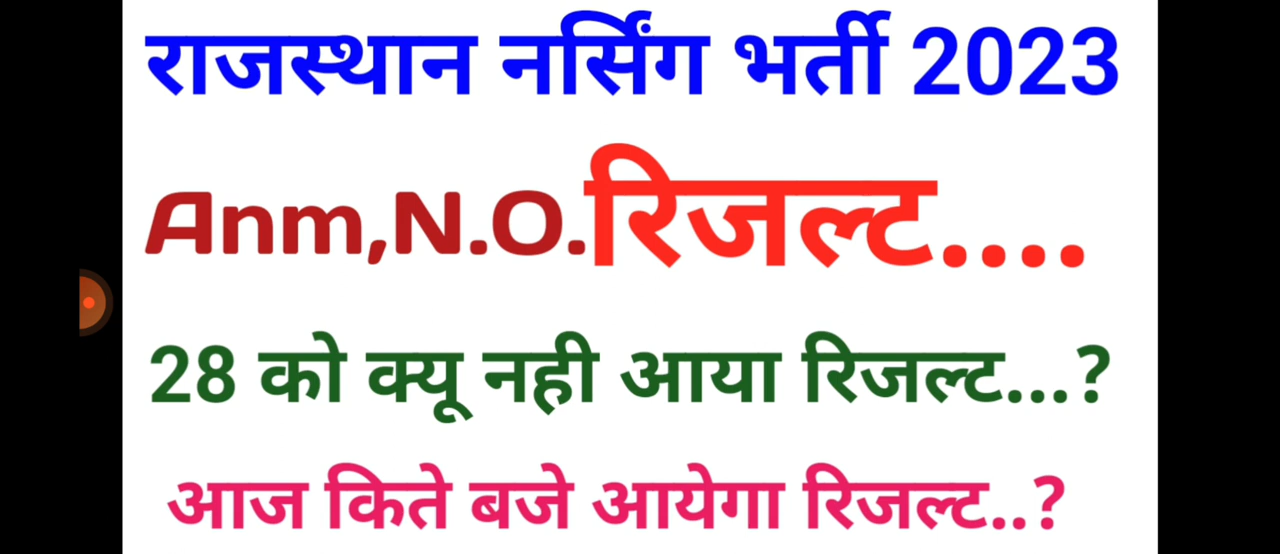 राजस्थान नर्सिंग भर्ती 2023
Anm,N.O.रिजल्ट....
28 को क्यू नही आया रिजल्ट...?
आज किते बजे आयेगा रिजल्ट..?